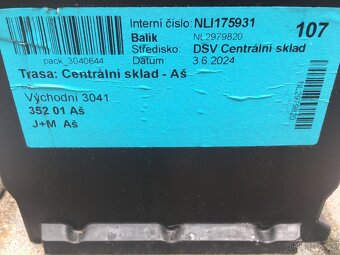 Interní číslo: NLI175931
107
Balík NL2979820
Středisko: DSV Centrální sklad
pack_3040644 Datum 3.6 2024
Trasa: Centrální sklad - Aš
Východní 3041
352 01 Aš
J+M Aš
NL2979820